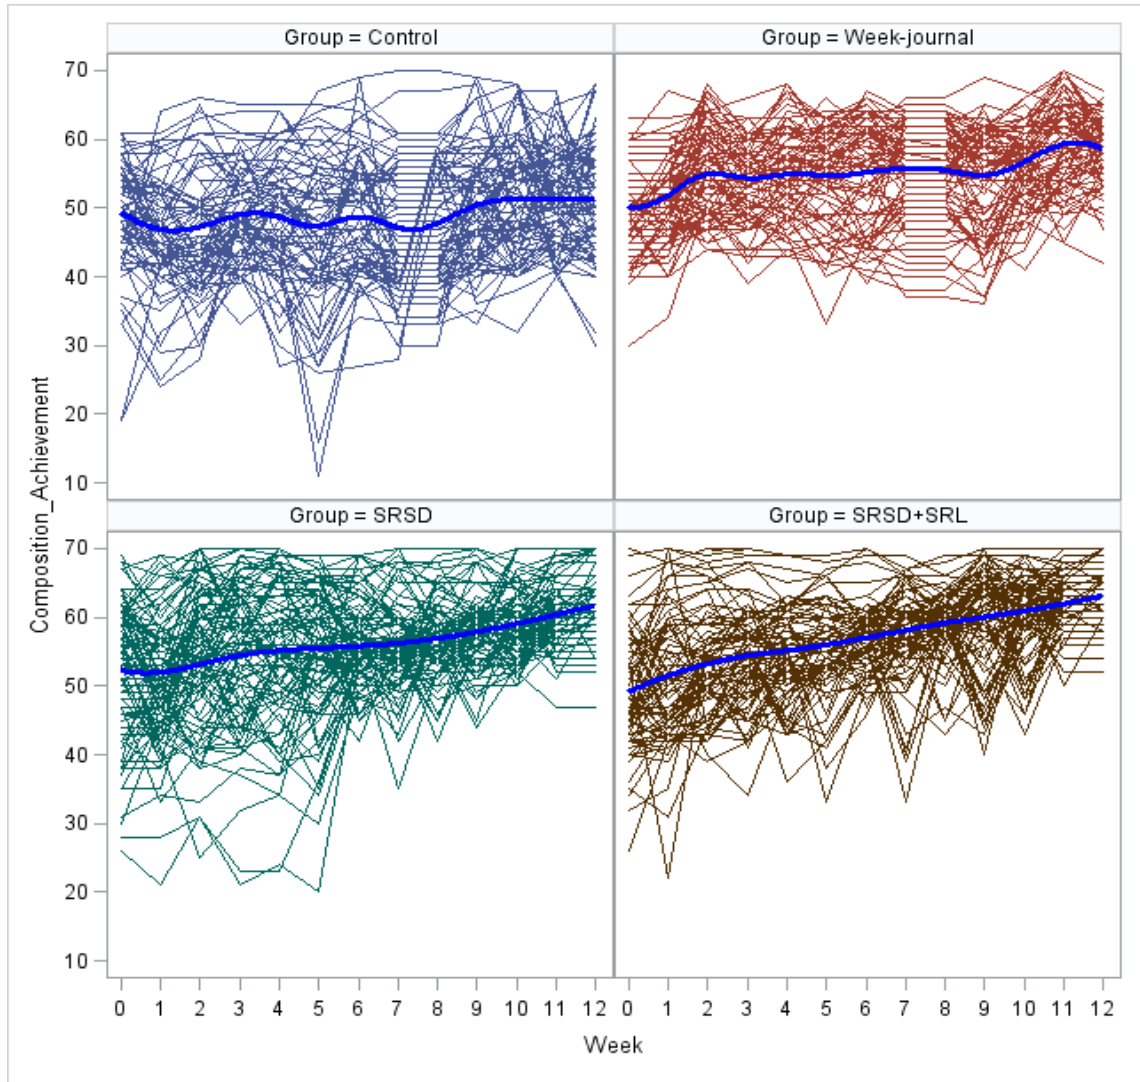 Group = Control
Group = Week-journal
70
60
50
40
30
20
10
Group = SRSD
Group = SRSD+SRL
70
60
50
40
30
20
10
Composition_Achievement
0 1 2 3 4 5 6 7 8 9 10 11 12
0 1 2 3 4 5 6 7 8 9 10 11 12
Week